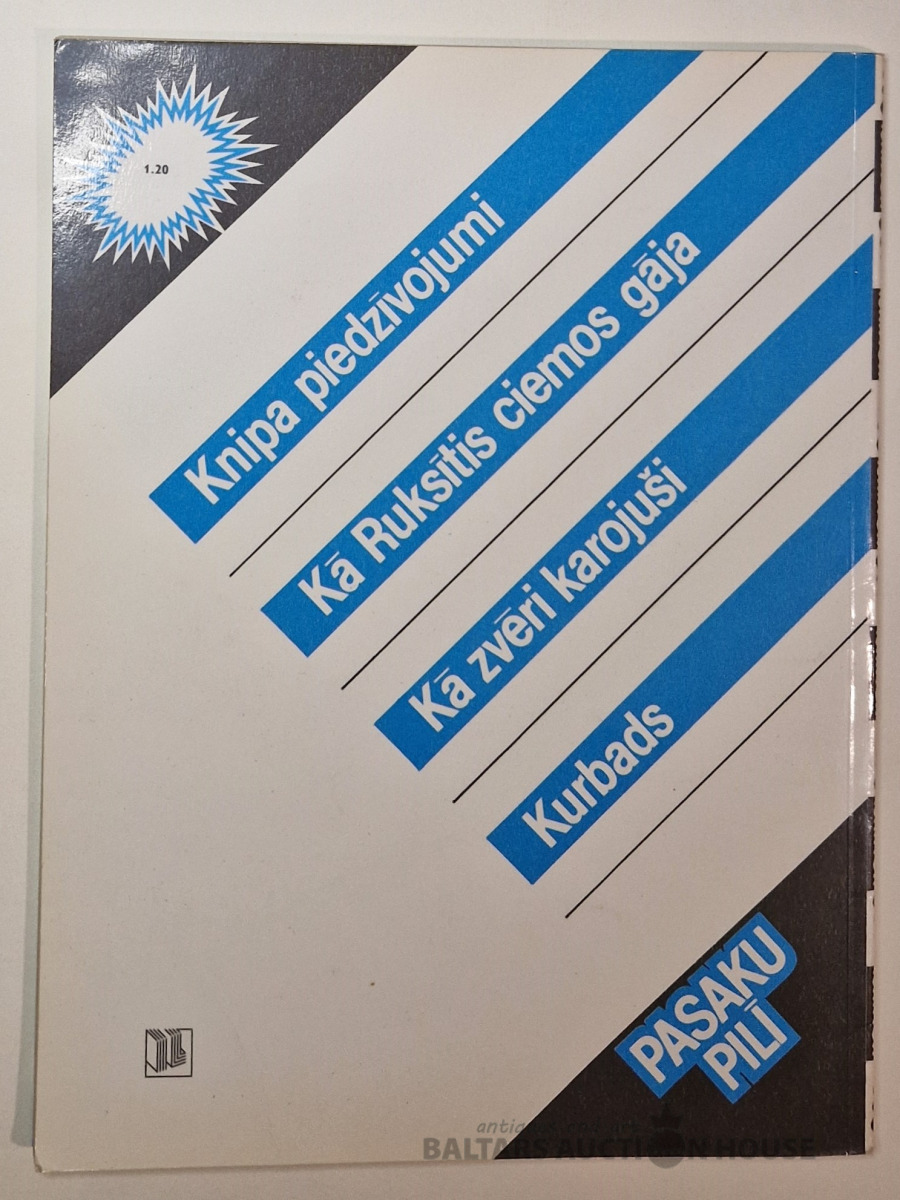 1.20
Knipa piedzīvojumi
Kā Ruksītis ciemos gāja
Kā zvēri karojuši
Kurbads
PASAKU
PILĪ
BALTARS AUCTION HOUSE